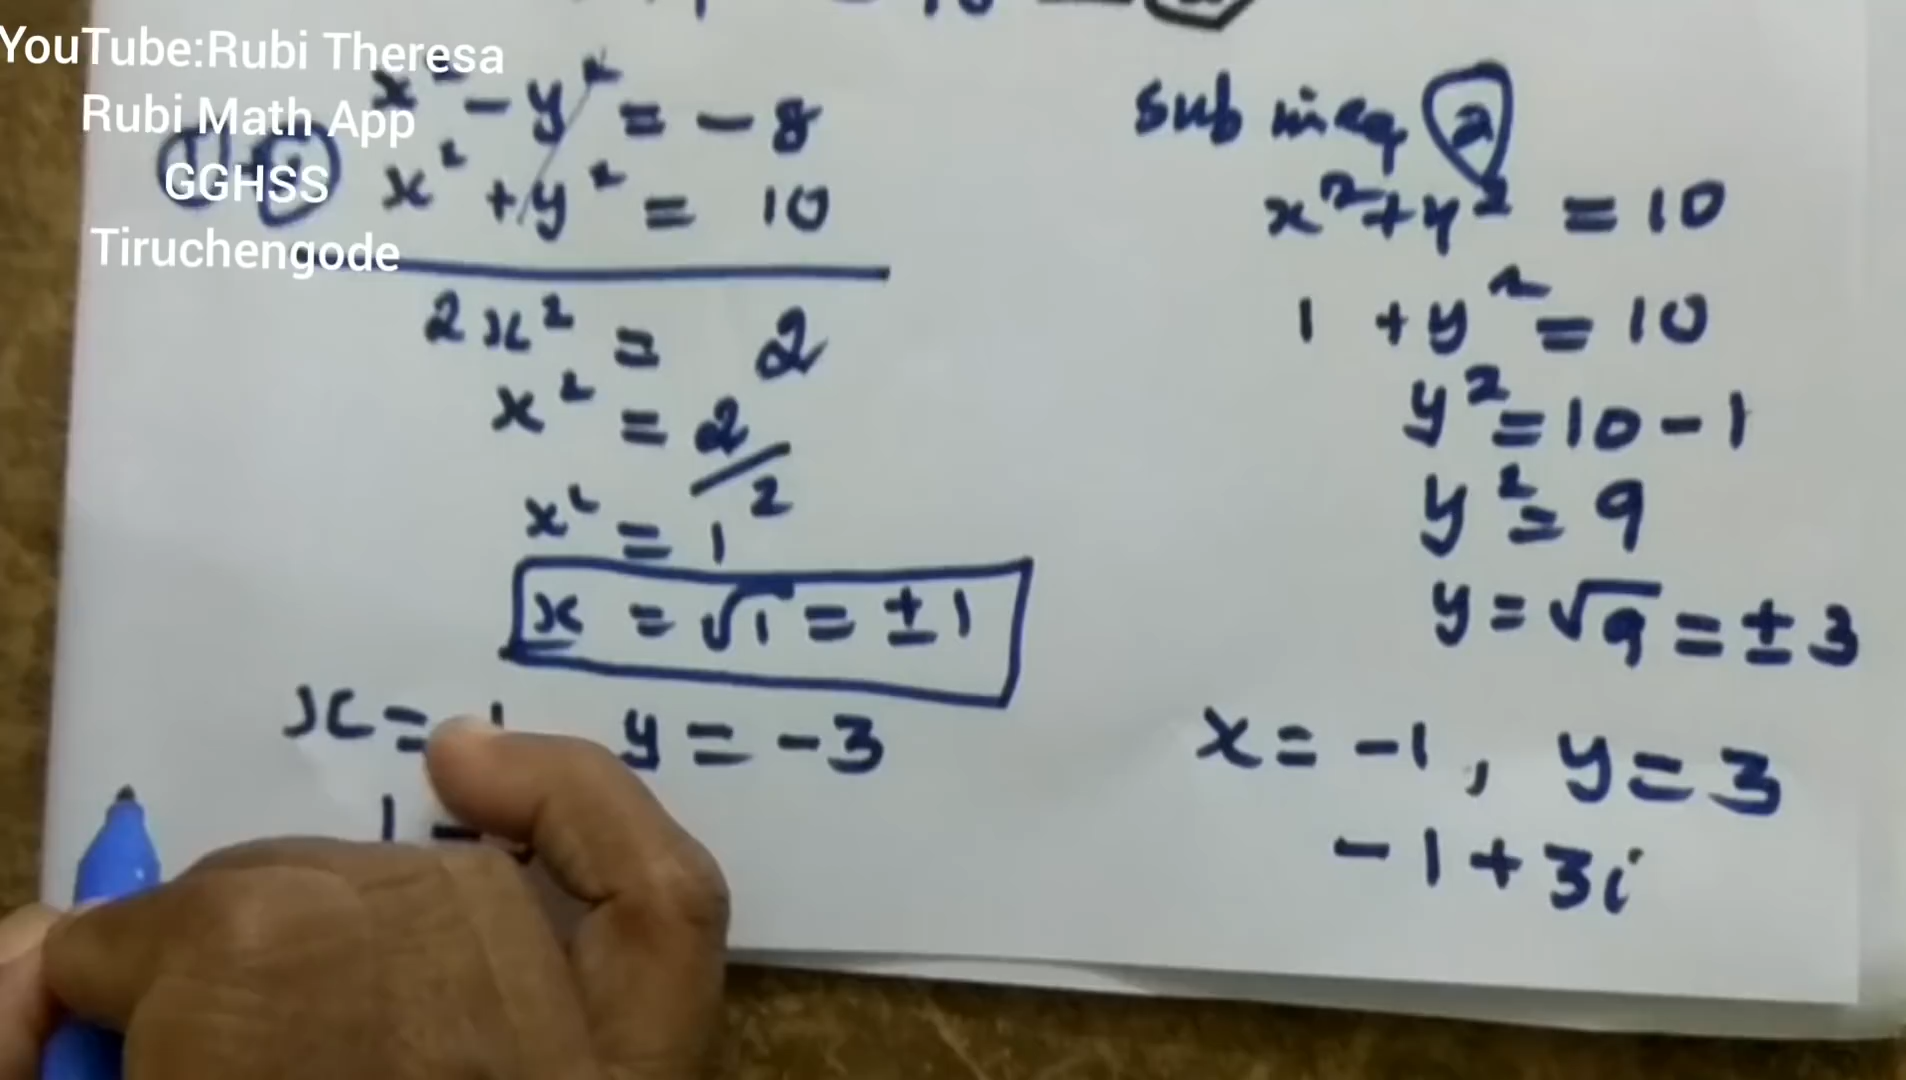 YouTube:Rubi Theresa
Rubi Math App
GGHSS
Tiruchengode
x² - y² = - 8
x² + y² = 10
2x² = 2
x² = 2/2
x² = 1
x = √1 = ± 1
x = 1 y = -3
1 -
sub in eq 2
x² + y² = 10
1 + y² = 10
y² = 10 - 1
y² = 9
y = √9 = ± 3
x = -1, y = 3
- 1 + 3i